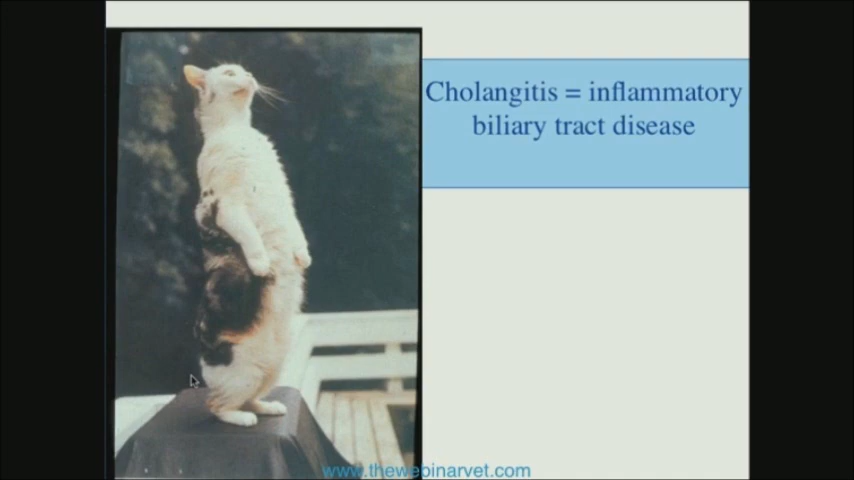 Cholangitis = inflammatory
biliary tract disease
www.thewebinarvet.com